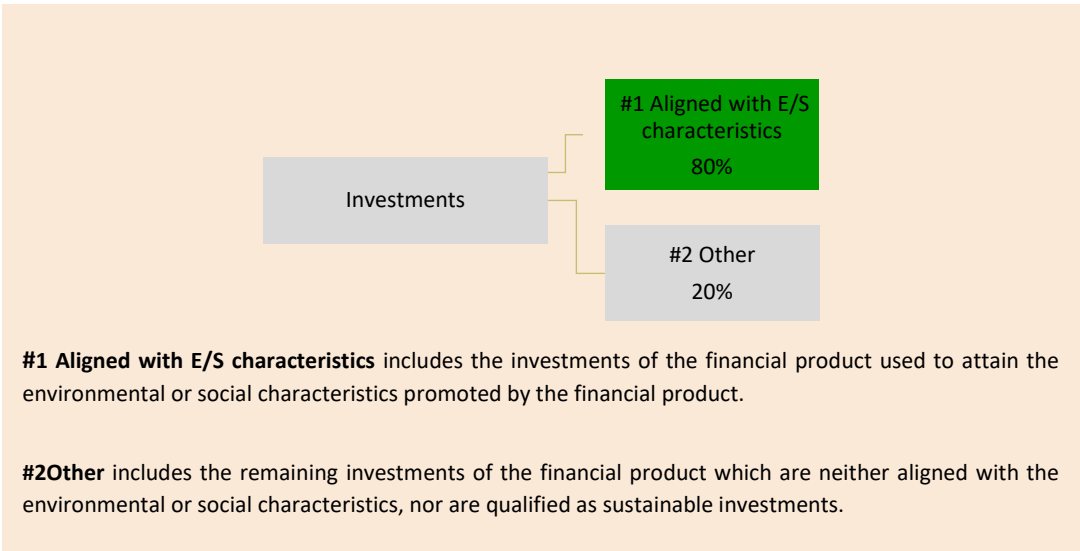 #1 Aligned with E/S
characteristics
80%
Investments
#2 Other
20%
#1 Aligned with E/S characteristics includes the investments of the financial product used to attain the
environmental or social characteristics promoted by the financial product.
#2Other includes the remaining investments of the financial product which are neither aligned with the
environmental or social characteristics, nor are qualified as sustainable investments.